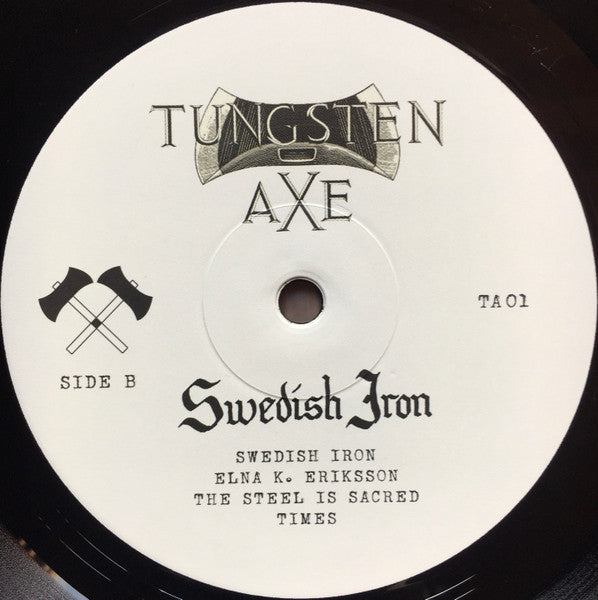 TUNGSTEN
AXE
TA01
SIDE B
Swedish Iron
SWEDISH IRON
ELNA K. ERIKSSON
THE STEEL IS SACRED
TIMES